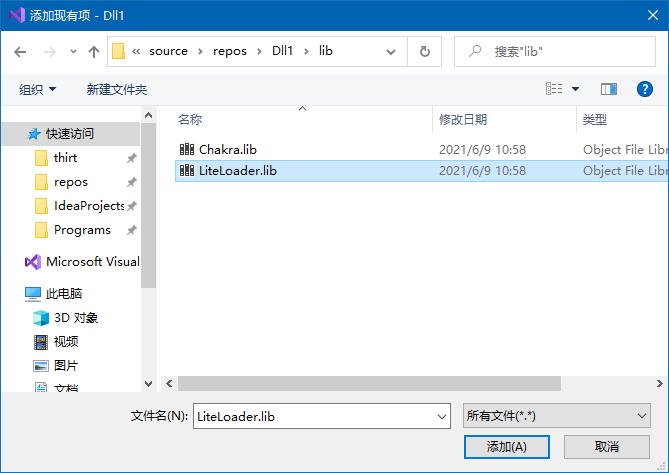 添加现有项 - Dll1
« source › repos › Dll1 › lib
搜索"lib"
组织 新建文件夹
名称 修改日期 类型
快速访问
thirt
repos
IdeaProjects
Programs
Microsoft Visual
此电脑
3D 对象
视频
图片
文档
Chakra.lib 2021/6/9 10:58 Object File Libr
LiteLoader.lib 2021/6/9 10:58 Object File Libr
文件名(N): LiteLoader.lib 所有文件(*.*)
添加(A) 取消